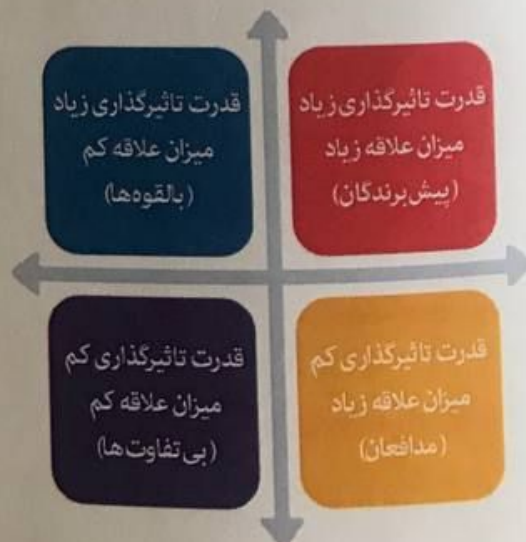 قدرت تاثیرگذاری زیاد
میزان علاقه زیاد
(پیش‌برندگان)
قدرت تاثیرگذاری زیاد
میزان علاقه کم
(بالقوه‌ها)
قدرت تاثیرگذاری کم
میزان علاقه زیاد
(مدافعان)
قدرت تاثیرگذاری کم
میزان علاقه کم
(بی‌تفاوت‌ها)